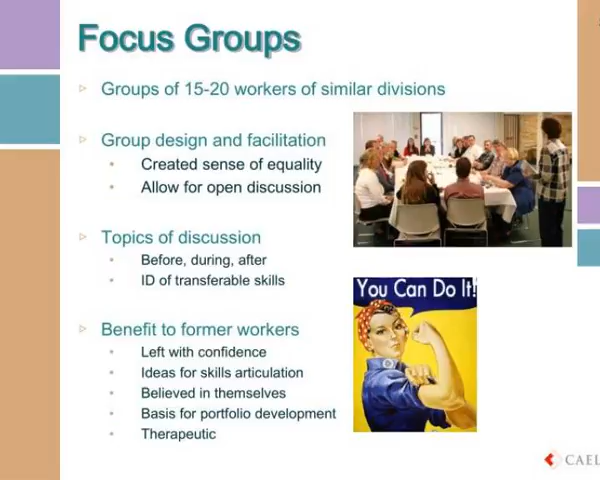 Focus Groups
Groups of 15-20 workers of similar divisions
Group design and facilitation
Created sense of equality
Allow for open discussion
Topics of discussion
Before, during, after
ID of transferable skills
Benefit to former workers
Left with confidence
Ideas for skills articulation
Believed in themselves
Basis for portfolio development
Therapeutic
You Can Do It!
CAEL